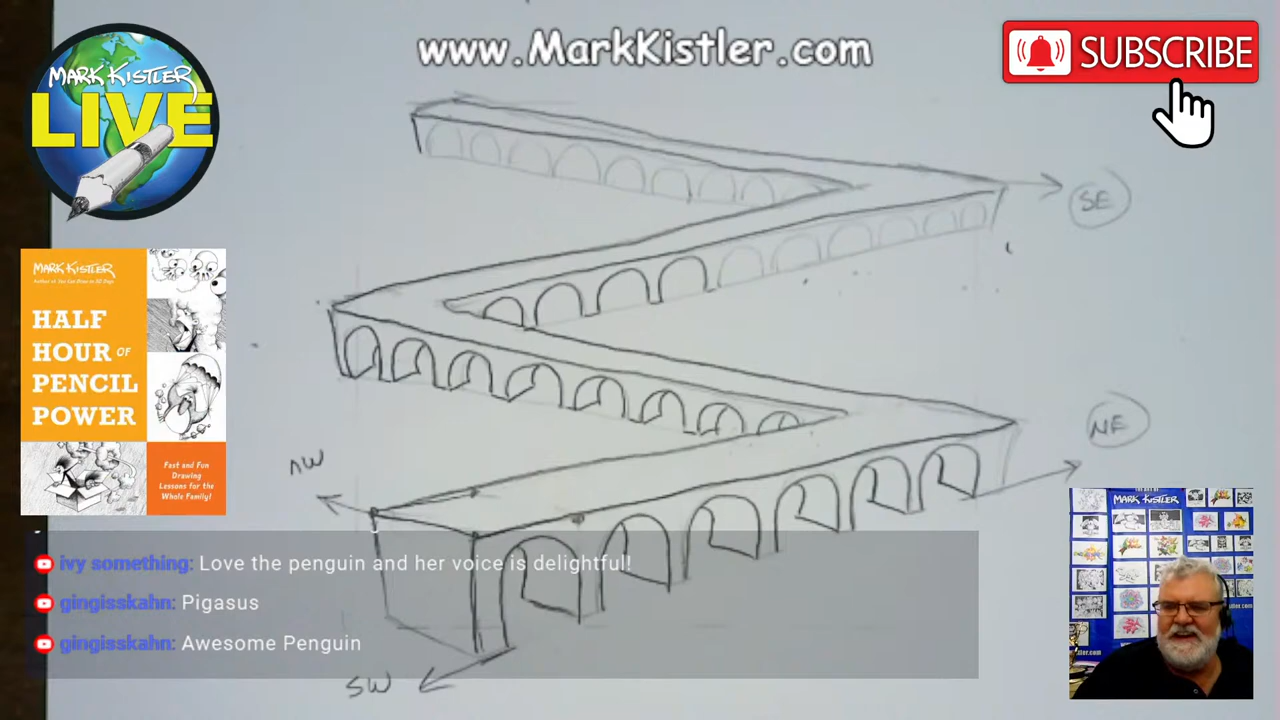 www.MarkKistler.com
SUBSCRIBE
MARK KISTLER
LIVE
SE
MARK KISTLER
HALF
HOUR OF
PENCIL
POWER
Fast and Fun
Drawing
Lessons for the
Whole Family!
NW
NE
MARK KISTLER
ivy something: Love the penguin and her voice is delightful!
gingisskahn: Pigasus
gingisskahn: Awesome Penguin
SW